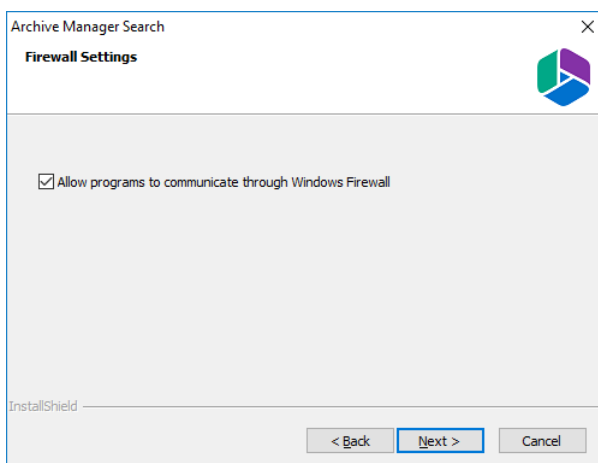 Archive Manager Search
Firewall Settings
Allow programs to communicate through Windows Firewall
InstallShield
< Back Next > Cancel